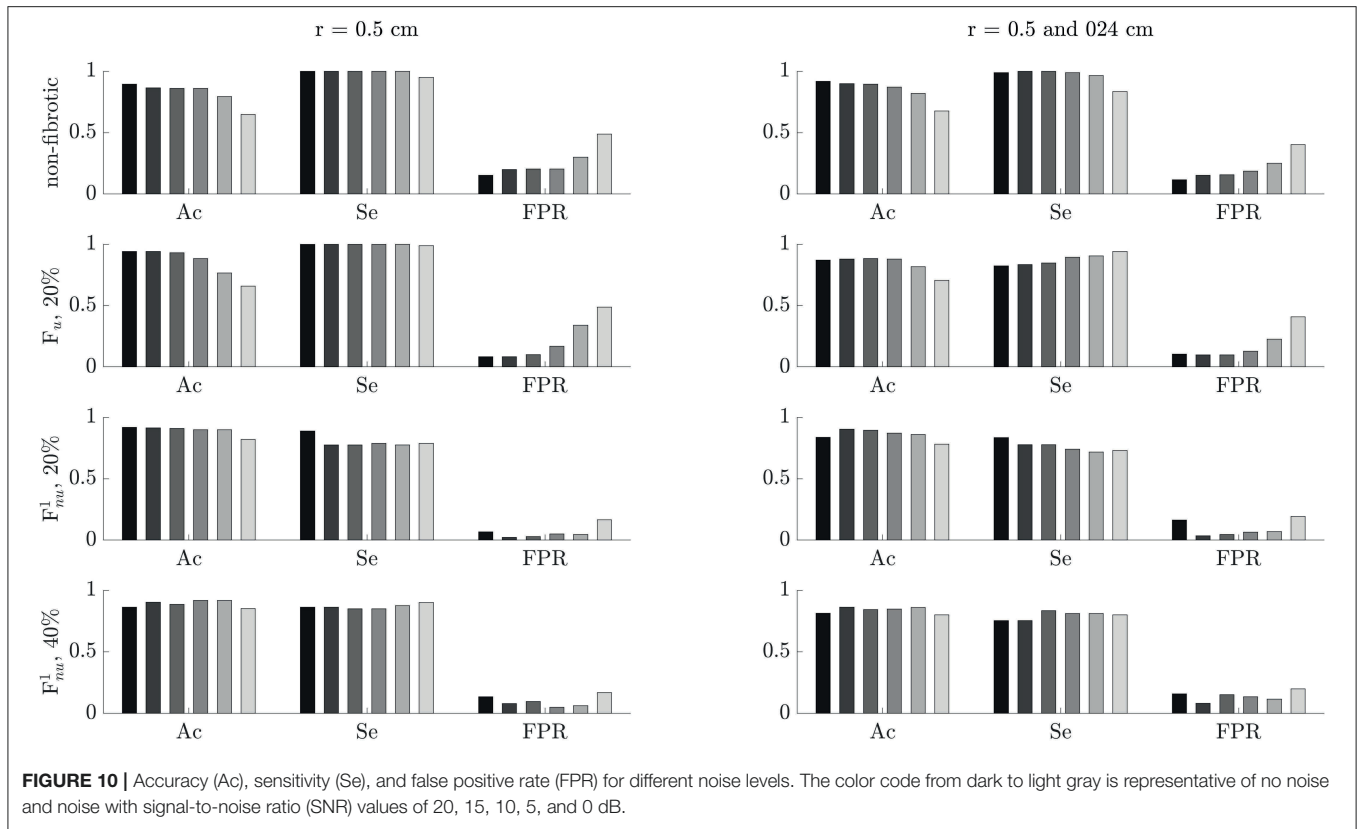 r = 0.5 cm
r = 0.5 and 024 cm
non-fibrotic
1
0.5
0
Ac Se FPR
1
0.5
0
Ac Se FPR
F_u, 20%
1
0.5
0
Ac Se FPR
1
0.5
0
Ac Se FPR
F^1_nu, 20%
1
0.5
0
Ac Se FPR
1
0.5
0
Ac Se FPR
F^1_nu, 40%
1
0.5
0
Ac Se FPR
1
0.5
0
Ac Se FPR
FIGURE 10 | Accuracy (Ac), sensitivity (Se), and false positive rate (FPR) for different noise levels. The color code from dark to light gray is representative of no noise
and noise with signal-to-noise ratio (SNR) values of 20, 15, 10, 5, and 0 dB.